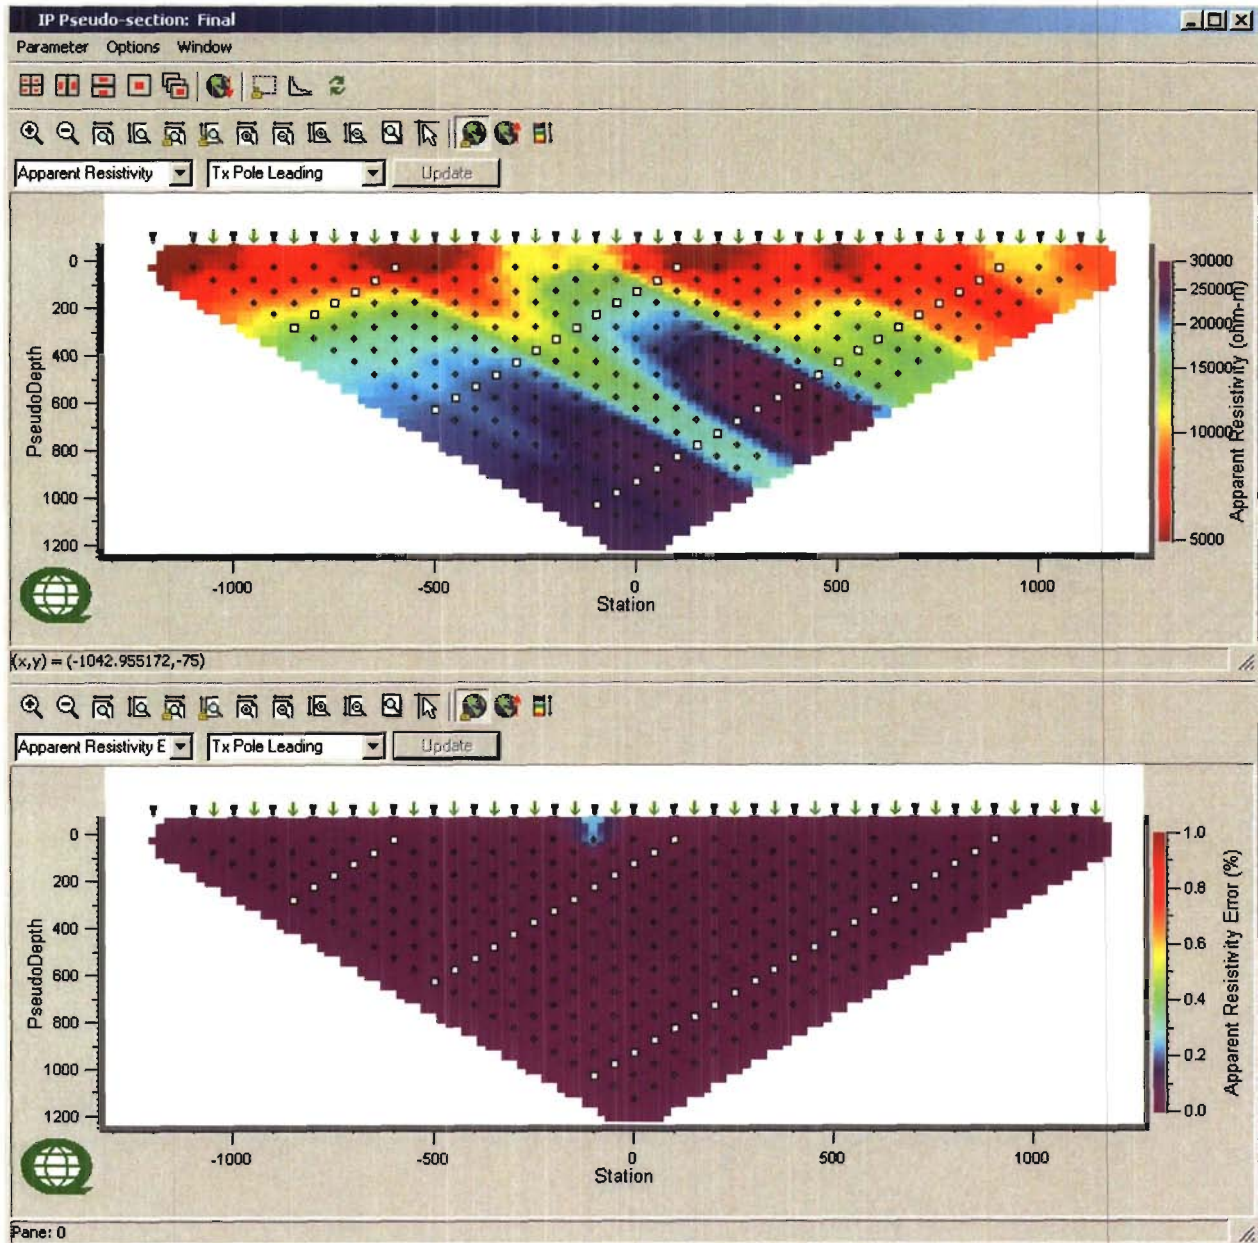 IP Pseudo-section: Final
Parameter Options Window
Apparent Resistivity Tx Pole Leading Update
0
200
400
600
800
1000
1200
PseudoDepth
-1000 -500 0 500 1000
Station
30000
25000
20000
15000
10000
5000
Apparent Resistivity (ohm-m)
(x,y) = (-1042.955172,-75)
Apparent Resistivity E Tx Pole Leading Update
0
200
400
600
800
1000
1200
PseudoDepth
-1000 -500 0 500 1000
Station
1.0
0.8
0.6
0.4
0.2
0.0
Apparent Resistivity Error (%)
Pane: 0